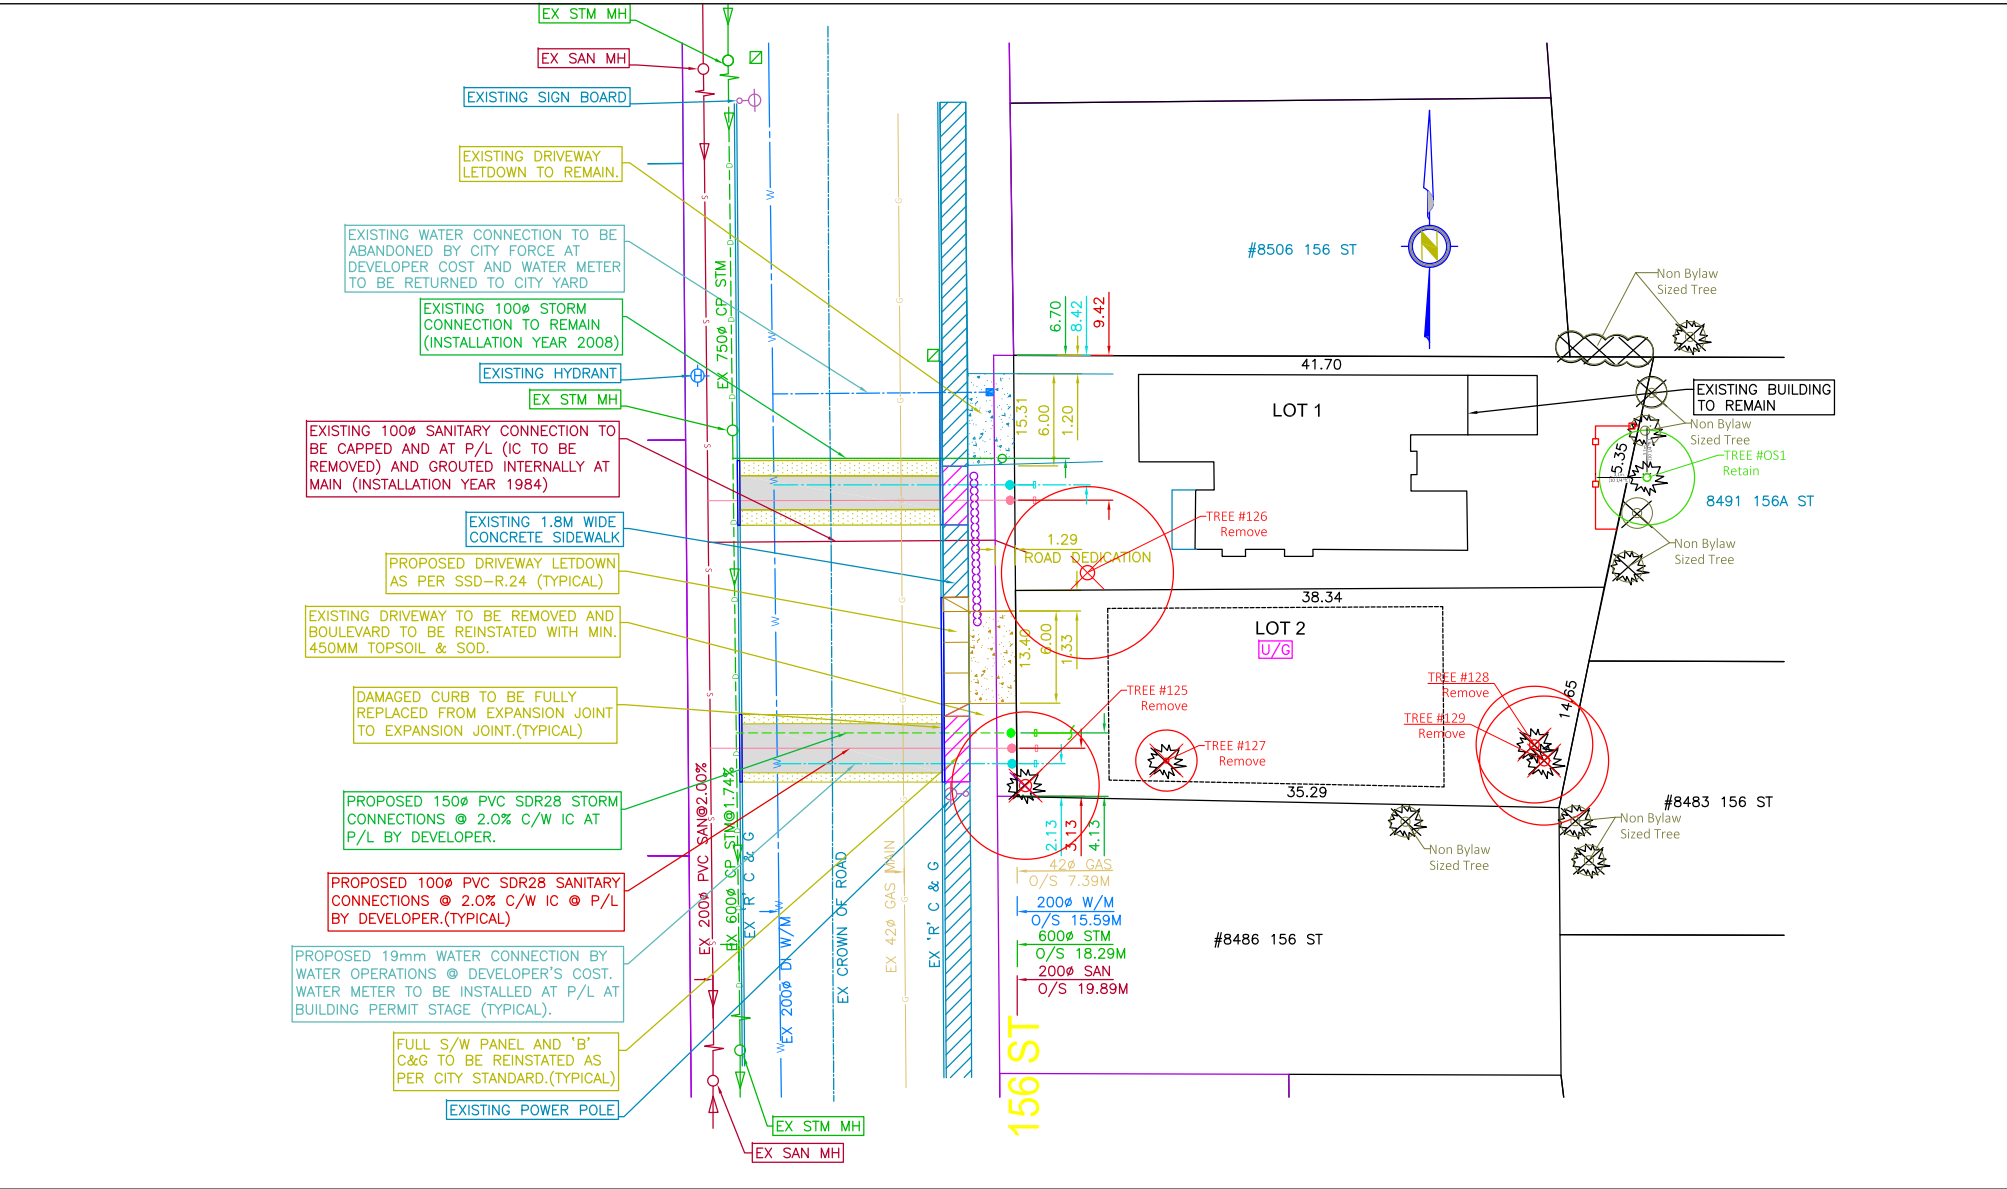 EX STM MH
EX SAN MH
EXISTING SIGN BOARD
EXISTING DRIVEWAY
LETDOWN TO REMAIN.
EXISTING WATER CONNECTION TO BE
ABANDONED BY CITY FORCE AT
DEVELOPER COST AND WATER METER
TO BE RETURNED TO CITY YARD
EXISTING 100ø STORM
CONNECTION TO REMAIN
(INSTALLATION YEAR 2008)
EXISTING HYDRANT
EX STM MH
EXISTING 100ø SANITARY CONNECTION TO
BE CAPPED AND AT P/L (IC TO BE
REMOVED) AND GROUTED INTERNALLY AT
MAIN (INSTALLATION YEAR 1984)
EXISTING 1.8M WIDE
CONCRETE SIDEWALK
PROPOSED DRIVEWAY LETDOWN
AS PER SSD-R.24 (TYPICAL)
EXISTING DRIVEWAY TO BE REMOVED AND
BOULEVARD TO BE REINSTATED WITH MIN.
450MM TOPSOIL & SOD.
DAMAGED CURB TO BE FULLY
REPLACED FROM EXPANSION JOINT
TO EXPANSION JOINT.(TYPICAL)
PROPOSED 150ø PVC SDR28 STORM
CONNECTIONS @ 2.0% C/W IC AT
P/L BY DEVELOPER.
PROPOSED 100ø PVC SDR28 SANITARY
CONNECTIONS @ 2.0% C/W IC @ P/L
BY DEVELOPER.(TYPICAL)
PROPOSED 19mm WATER CONNECTION BY
WATER OPERATIONS @ DEVELOPER'S COST.
WATER METER TO BE INSTALLED AT P/L AT
BUILDING PERMIT STAGE (TYPICAL).
FULL S/W PANEL AND 'B'
C&G TO BE REINSTATED AS
PER CITY STANDARD.(TYPICAL)
EXISTING POWER POLE
EX STM MH
EX SAN MH
EX 750ø CP STM
EX 200ø PVC SAN@2.00%
EX 600ø CP STM@1.74%
EX 'R' C & G
EX 200ø DI W/M
EX CROWN OF ROAD
EX 42ø GAS MAIN
EX 'R' C & G
156 ST
6.70
8.42
9.42
15.31
6.00
1.20
1.29
ROAD DEDICATION
13.40
6.00
1.33
2.13
3.13
4.13
42ø GAS
O/S 7.39M
200ø W/M
O/S 15.59M
600ø STM
O/S 18.29M
200ø SAN
O/S 19.89M
#8506 156 ST
N
41.70
LOT 1
EXISTING BUILDING
TO REMAIN
TREE #126
Remove
38.34
LOT 2
U/G
TREE #125
Remove
TREE #127
Remove
TREE #128
Remove
TREE #129
Remove
35.29
14.65
5.35
#8486 156 ST
#8483 156 ST
8491 156A ST
Non Bylaw
Sized Tree
Non Bylaw
Sized Tree
TREE #OS1
Retain
Non Bylaw
Sized Tree
Non Bylaw
Sized Tree
Non Bylaw
Sized Tree